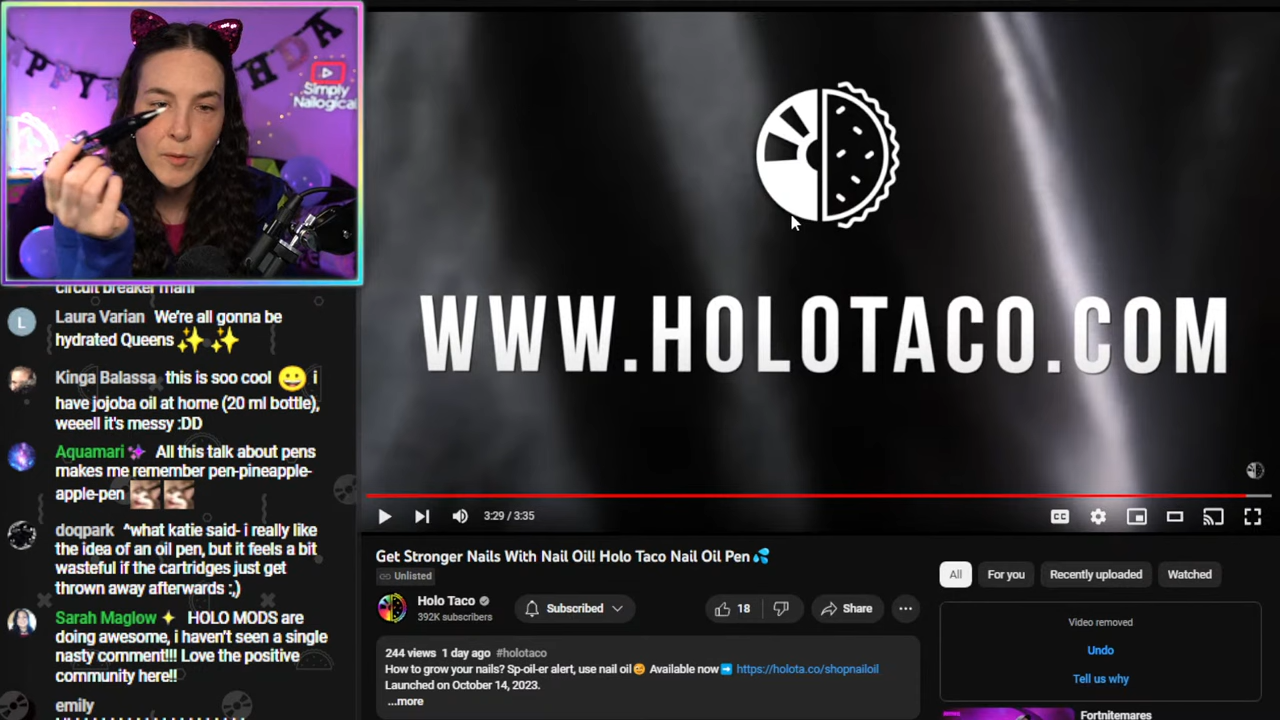 Simply
Nailogical
circuit breaker mani
Laura Varian We're all gonna be
hydrated Queens ✨✨
Kinga Balassa this is soo cool 😀 i
have jojoba oil at home (20 ml bottle),
weeell it's messy :DD
Aquamari All this talk about pens
makes me remember pen-pineapple-
apple-pen
doqpark ^what katie said- i really like
the idea of an oil pen, but it feels a bit
wasteful if the cartridges just get
thrown away afterwards :,)
Sarah Maglow HOLO MODS are
doing awesome, i haven't seen a single
nasty comment!!! Love the positive
community here!!
emily
WWW.HOLOTACO.COM
3:29 / 3:35
CC
Get Stronger Nails With Nail Oil! Holo Taco Nail Oil Pen💦
Unlisted
Holo Taco
392K subscribers
Subscribed
18
Share
244 views 1 day ago #holotaco
How to grow your nails? Sp-oil-er alert, use nail oil🤓 Available now➡ https://holota.co/shopnailoil
Launched on October 14, 2023.
...more
All
For you
Recently uploaded
Watched
Video removed
Undo
Tell us why
Fortnitemares